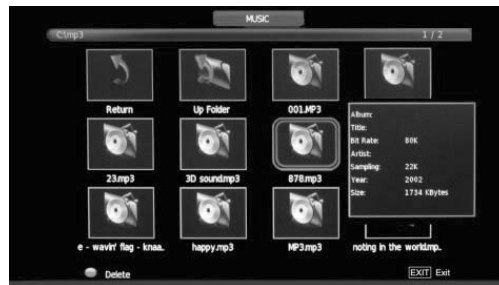 MUSIC
C:\mp3 1 / 2
Return Up Folder 001.MP3
Album:
Title:
Bit Rate: 80K
Artist:
Sampling: 22K
Year: 2002
Size: 1734 KBytes
23.mp3 3D sound.mp3 878.mp3
e - wavin' flag - knaa.. happy.mp3 MP3.mp3 noting in the world.mp..
Delete EXIT Exit